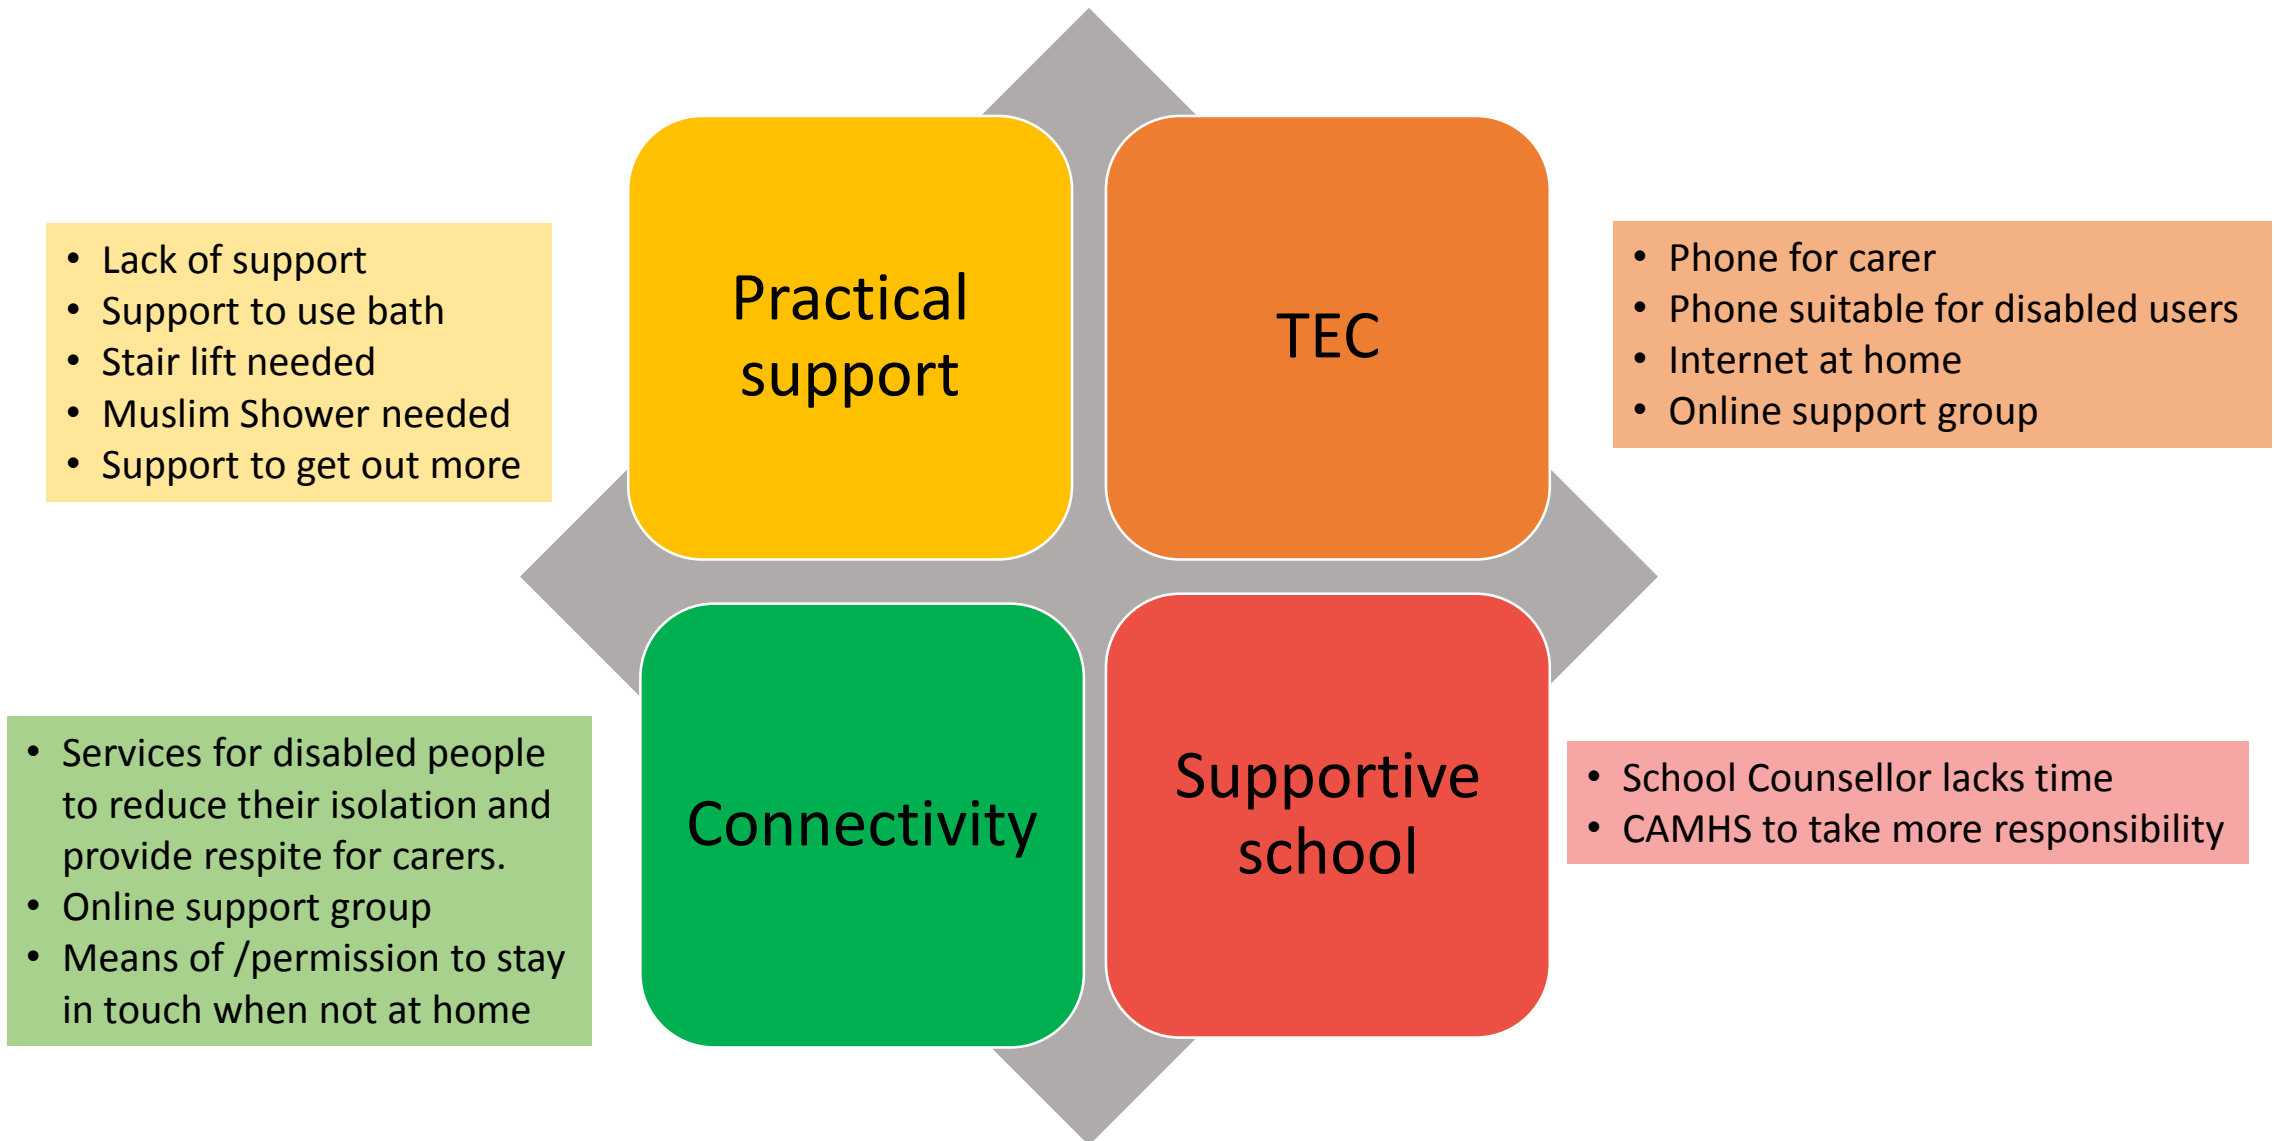 Practical
support
• Lack of support
• Support to use bath
• Stair lift needed
• Muslim Shower needed
• Support to get out more
TEC
• Phone for carer
• Phone suitable for disabled users
• Internet at home
• Online support group
Connectivity
• Services for disabled people
to reduce their isolation and
provide respite for carers.
• Online support group
• Means of /permission to stay
in touch when not at home
Supportive
school
• School Counsellor lacks time
• CAMHS to take more responsibility